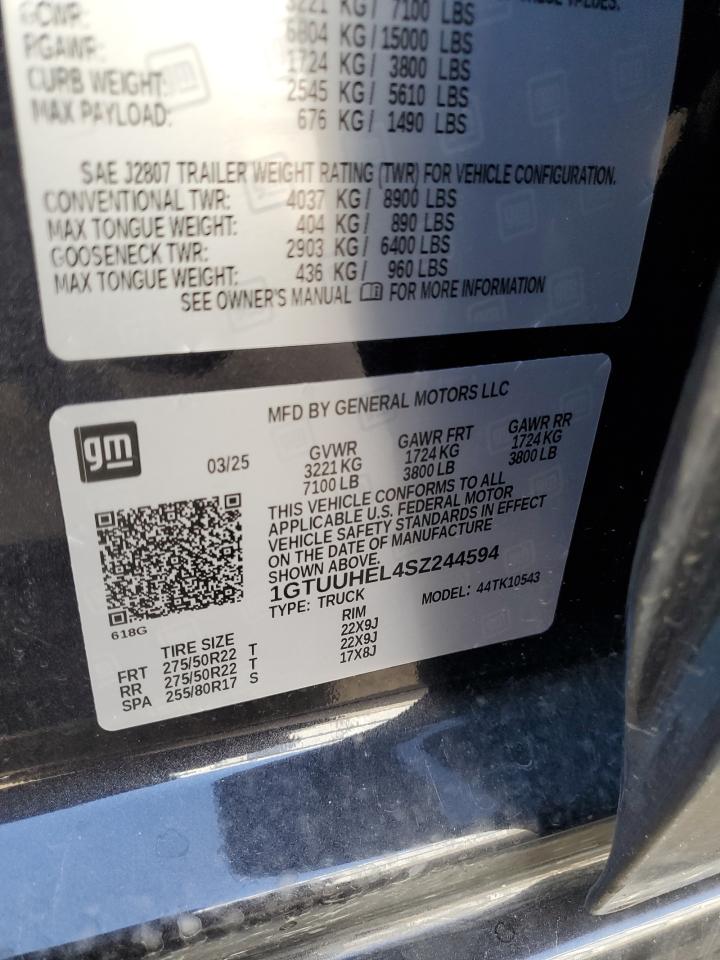 THESE VALUES.
GCWR: 3221 KG/ 7100 LBS
RGAWR: 6804 KG/ 15000 LBS
1724 KG/ 3800 LBS
CURB WEIGHT: 2545 KG/ 5610 LBS
MAX PAYLOAD: 676 KG/ 1490 LBS
SAE J2807 TRAILER WEIGHT RATING (TWR) FOR VEHICLE CONFIGURATION.
CONVENTIONAL TWR: 4037 KG/ 8900 LBS
MAX TONGUE WEIGHT: 404 KG/ 890 LBS
GOOSENECK TWR: 2903 KG/ 6400 LBS
MAX TONGUE WEIGHT: 436 KG/ 960 LBS
SEE OWNER'S MANUAL FOR MORE INFORMATION
gm
MFD BY GENERAL MOTORS LLC
03/25 GVWR GAWR FRT GAWR RR
3221 KG 1724 KG 1724 KG
7100 LB 3800 LB 3800 LB
THIS VEHICLE CONFORMS TO ALL
APPLICABLE U.S. FEDERAL MOTOR
VEHICLE SAFETY STANDARDS IN EFFECT
ON THE DATE OF MANUFACTURE
SHOWN ABOVE.
1GTUUHEL4SZ244594
TYPE: TRUCK MODEL: 44TK10543
618G
TIRE SIZE RIM
FRT 275/50R22 T 22X9J
RR 275/50R22 T 22X9J
SPA 255/80R17 S 17X8J